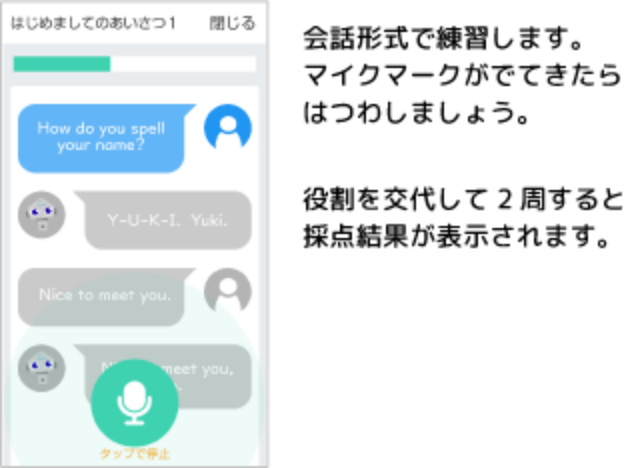 はじめましてのあいさつ1 閉じる
How do you spell
your name?
Y-U-K-I. Yuki.
Nice to meet you.
meet you,
タップで停止
会話形式で練習します。
マイクマークがでてきたら
はつわしましょう。
役割を交代して2周すると
採点結果が表示されます。